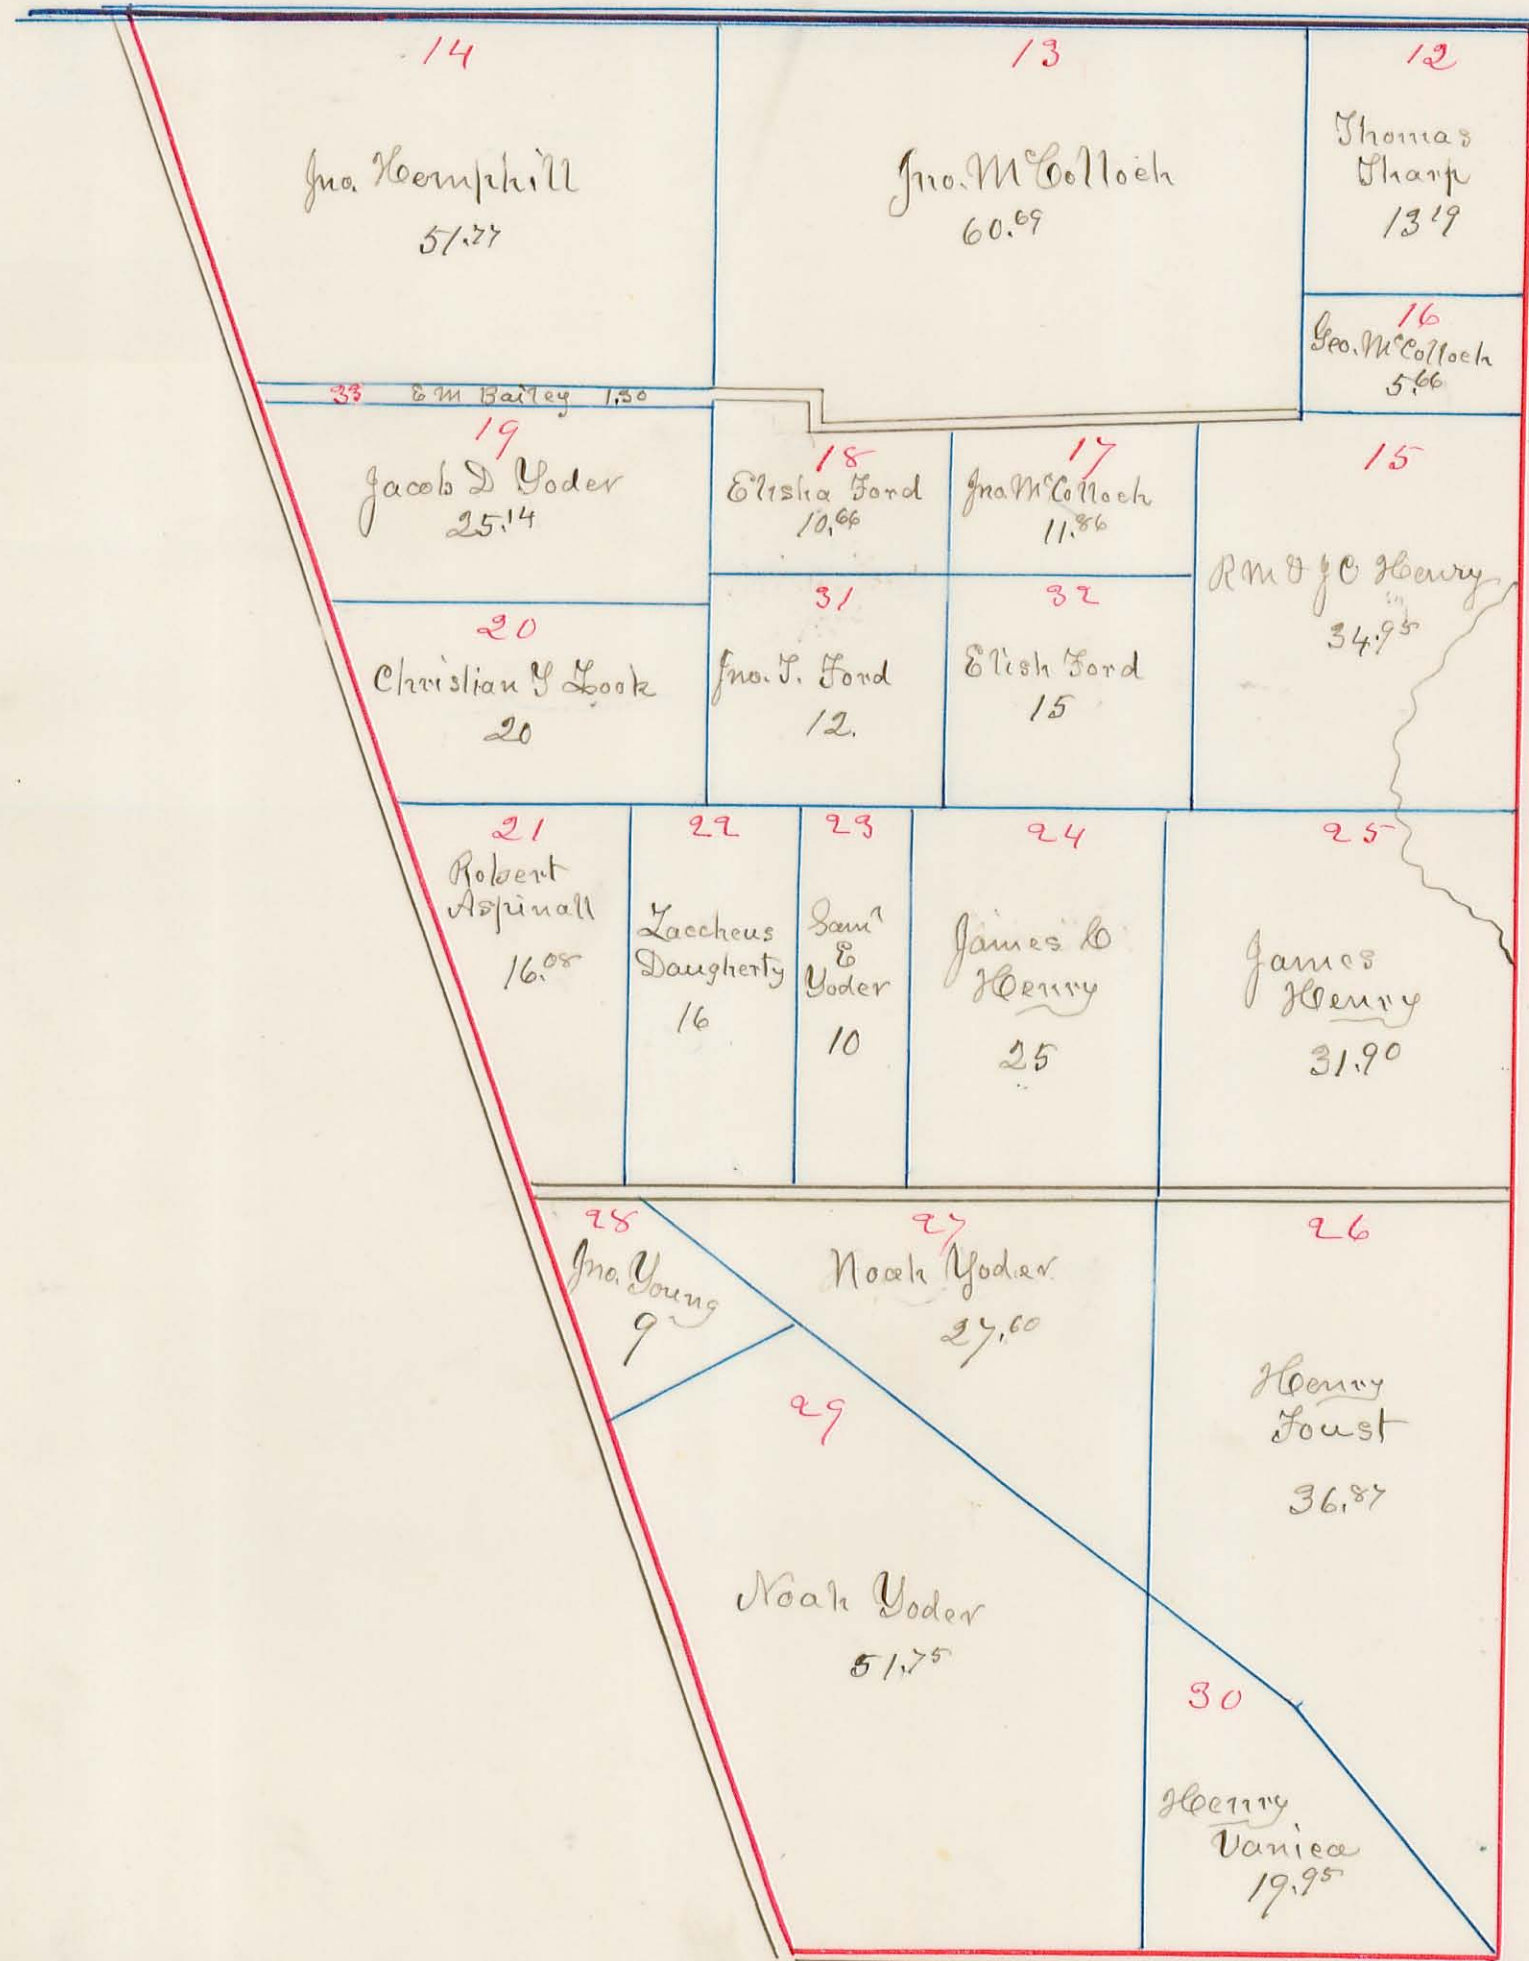 14
Jno. Hemphill
51.77
13
Jno. McColloch
60.69
12
Thomas
Tharp
13 19
16
Geo. McColloch
5.66
33 E M Bailey 1.30
19
Jacob D Yoder
25.14
18
Elisha Ford
10.66
17
Jno McColloch
11.86
15
R M & J C Henry
34.95
20
Christian Y Zook
20
31
Jno. T. Ford
12.
32
Elish Ford
15
21
Robert
Aspinall
16.08
22
Zaccheus
Daugherty
16
23
Saml
E
Yoder
10
24
James C
Henry
25
25
James
Henry
31.90
28
Jno. Young
9
27
Noah Yoder
27.60
26
Henry
Foust
36.87
29
Noah Yoder
51.75
30
Henry
Vanica
19.95